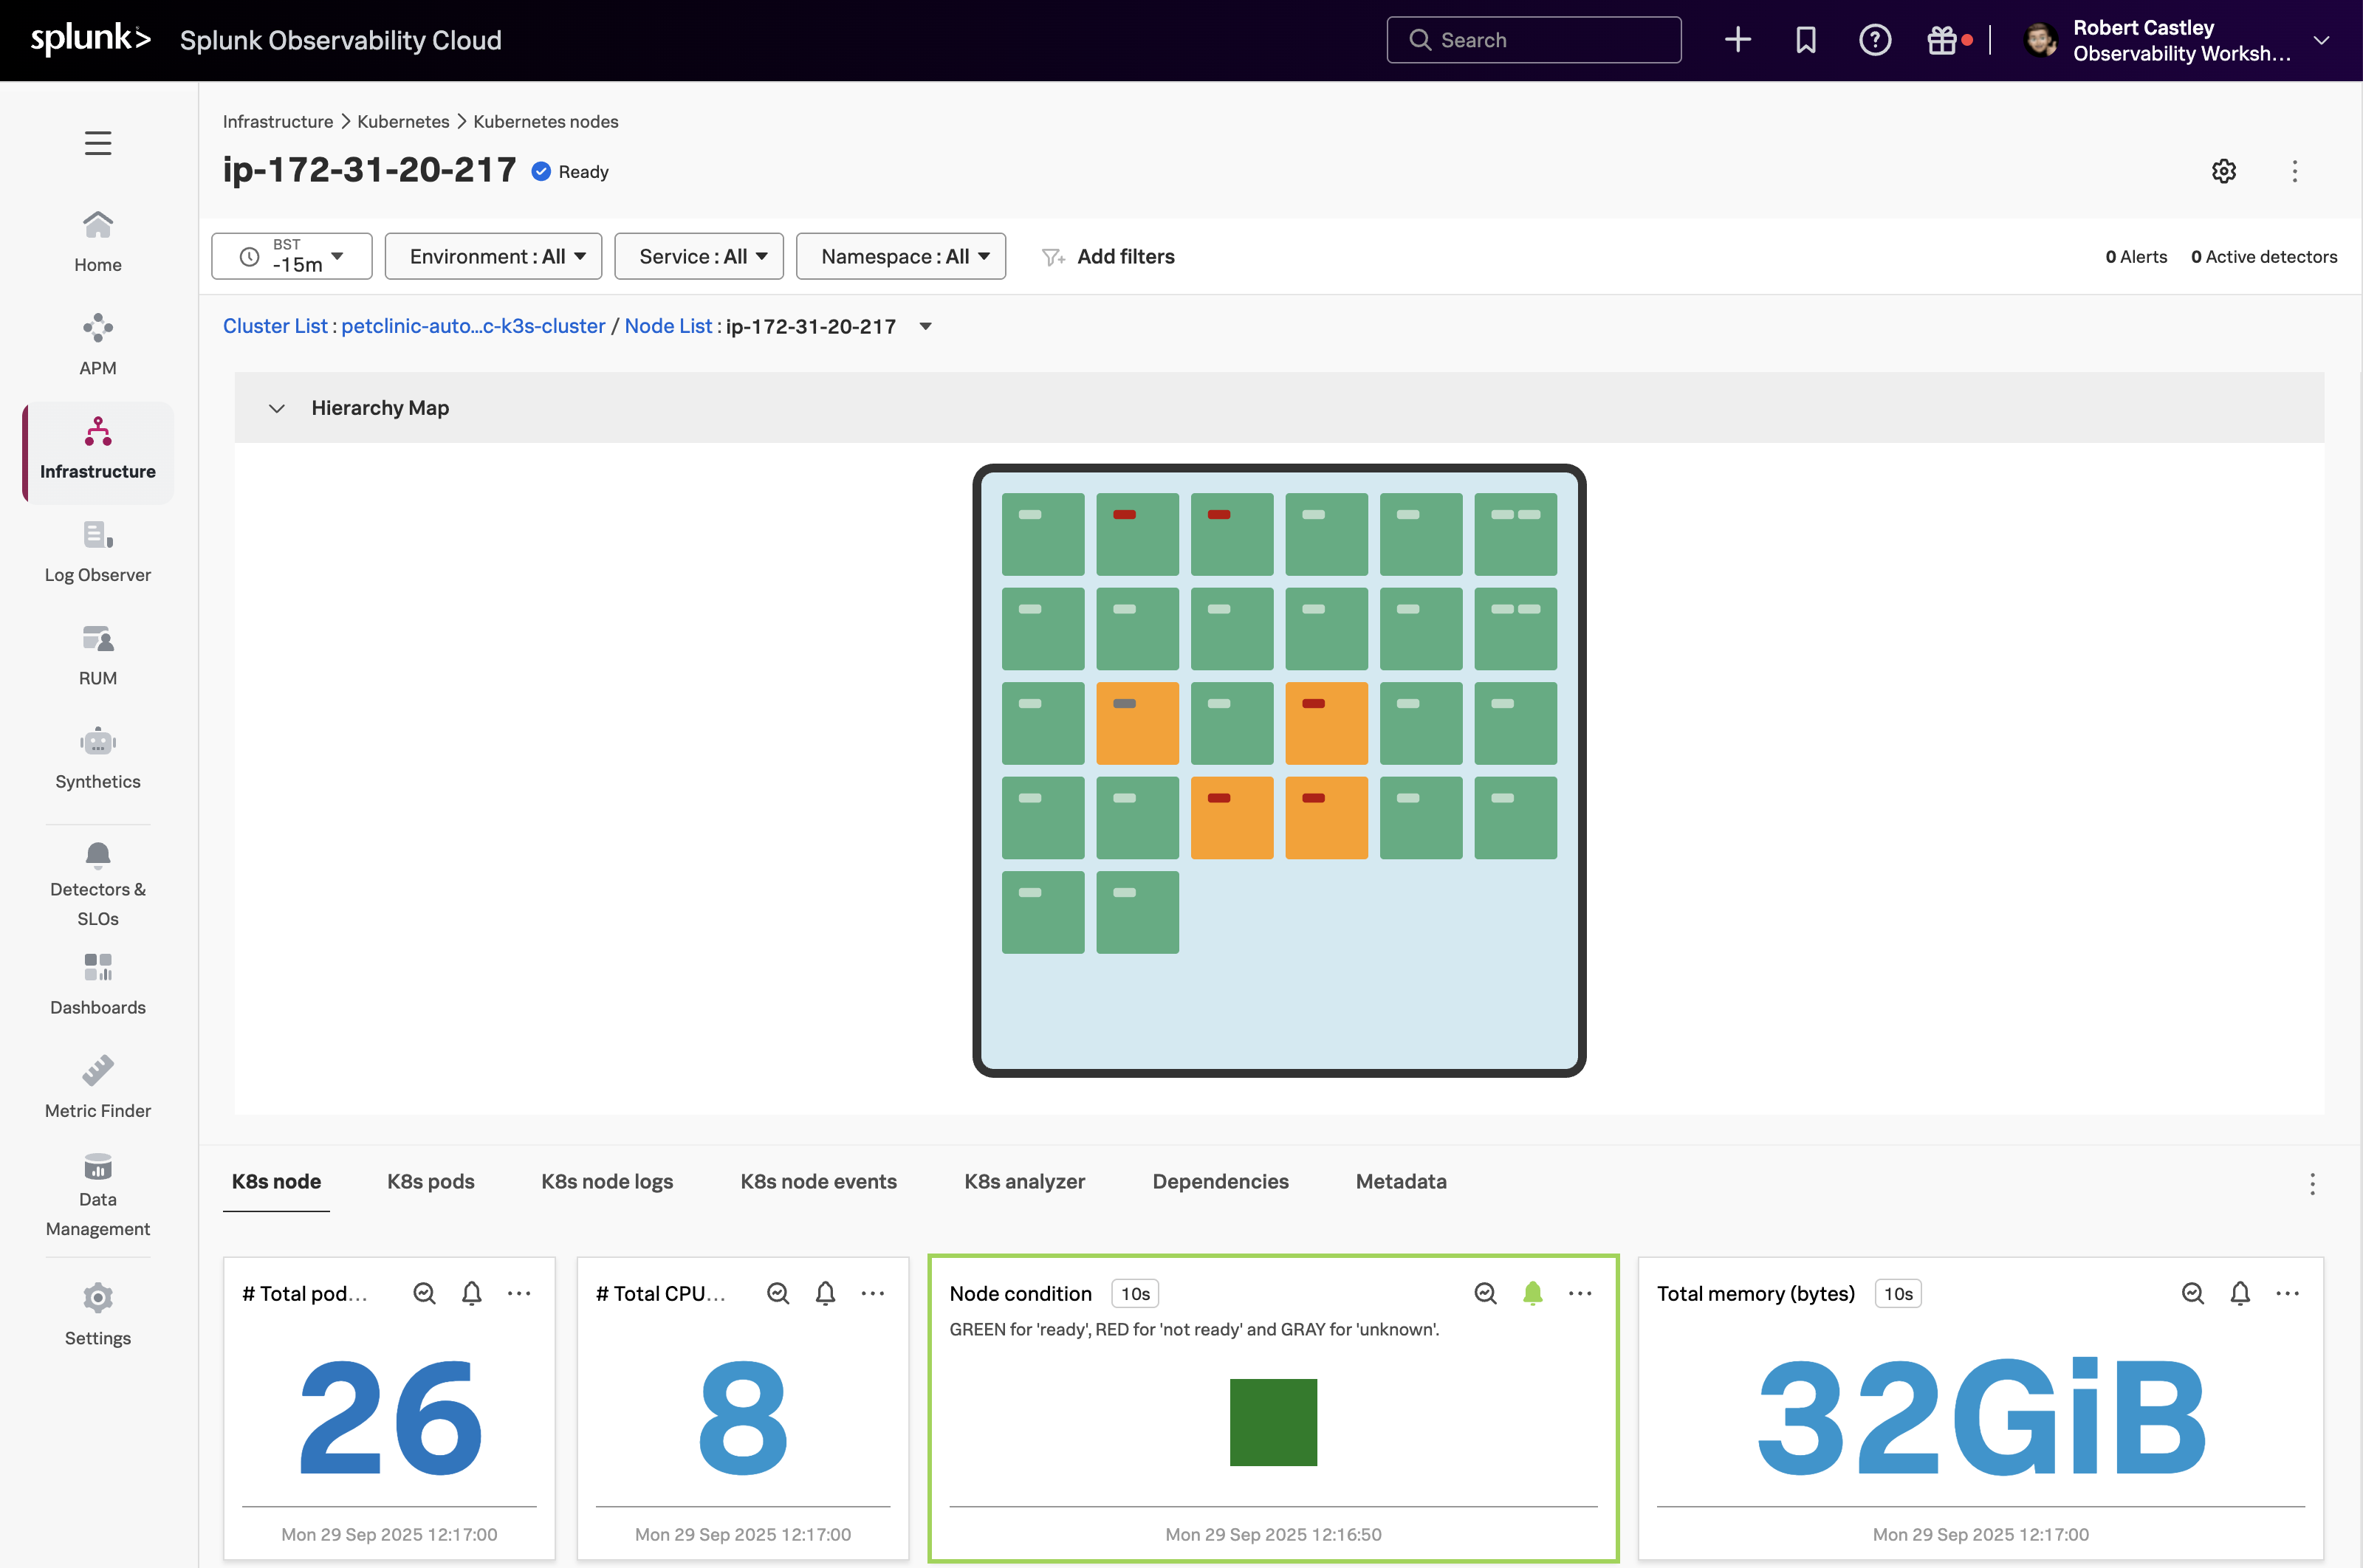 splunk> Splunk Observability Cloud
Search
Robert Castley
Observability Worksh...
Home
APM
Infrastructure
Log Observer
RUM
Synthetics
Detectors &
SLOs
Dashboards
Metric Finder
Data
Management
Settings
Infrastructure > Kubernetes > Kubernetes nodes
ip-172-31-20-217 Ready
BST
-15m
Environment : All
Service : All
Namespace : All
Add filters
0 Alerts 0 Active detectors
Cluster List : petclinic-auto...c-k3s-cluster / Node List : ip-172-31-20-217
Hierarchy Map
K8s node K8s pods K8s node logs K8s node events K8s analyzer Dependencies Metadata
# Total pod...
26
Mon 29 Sep 2025 12:17:00
# Total CPU...
8
Mon 29 Sep 2025 12:17:00
Node condition 10s
GREEN for 'ready', RED for 'not ready' and GRAY for 'unknown'.
Mon 29 Sep 2025 12:16:50
Total memory (bytes) 10s
32GiB
Mon 29 Sep 2025 12:17:00